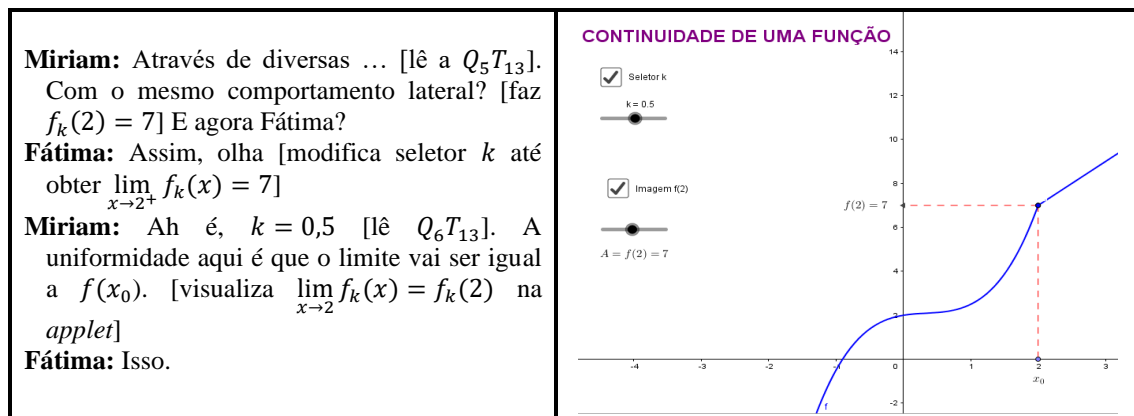 Miriam: Através de diversas … [lê a Q₅T₁₃].
Com o mesmo comportamento lateral? [faz
fₖ(2) = 7] E agora Fátima?
Fátima: Assim, olha [modifica seletor k até
obter lim x→2⁺ fₖ(x) = 7]
Miriam: Ah é, k = 0,5 [lê Q₆T₁₃]. A
uniformidade aqui é que o limite vai ser igual
a f(x₀). [visualiza lim x→2 fₖ(x) = fₖ(2) na
applet]
Fátima: Isso.
CONTINUIDADE DE UMA FUNÇÃO
Seletor k
k = 0.5
Imagem f(2)
A = f(2) = 7
14
12
10
8
f(2) = 7
6
4
2
-4
-3
-2
-1
0
1
2
3
x₀
-2
f